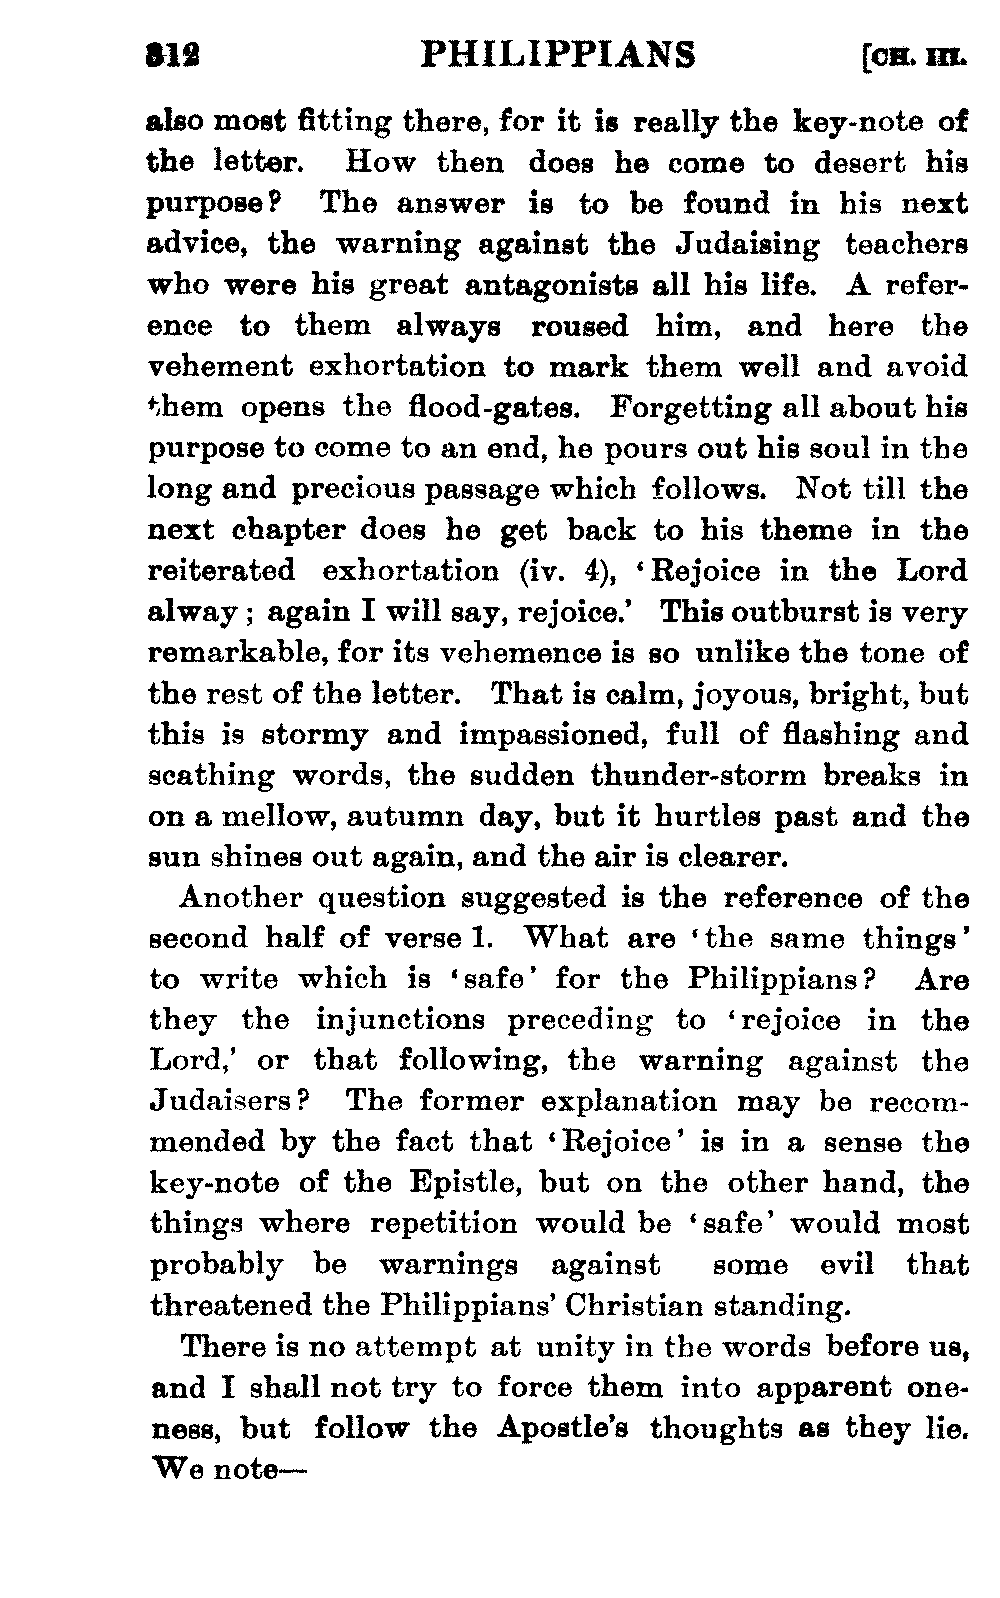 312 PHILIPPIANS [CH. III.
also most fitting there, for it is really the key-note of
the letter. How then does he come to desert his
purpose? The answer is to be found in his next
advice, the warning against the Judaising teachers
who were his great antagonists all his life. A refer-
ence to them always roused him, and here the
vehement exhortation to mark them well and avoid
them opens the flood-gates. Forgetting all about his
purpose to come to an end, he pours out his soul in the
long and precious passage which follows. Not till the
next chapter does he get back to his theme in the
reiterated exhortation (iv. 4), ‘Rejoice in the Lord
alway; again I will say, rejoice.’ This outburst is very
remarkable, for its vehemence is so unlike the tone of
the rest of the letter. That is calm, joyous, bright, but
this is stormy and impassioned, full of flashing and
scathing words, the sudden thunder-storm breaks in
on a mellow, autumn day, but it hurtles past and the
sun shines out again, and the air is clearer.
Another question suggested is the reference of the
second half of verse 1. What are ‘the same things’
to write which is ‘safe’ for the Philippians? Are
they the injunctions preceding to ‘rejoice in the
Lord,’ or that following, the warning against the
Judaisers? The former explanation may be recom-
mended by the fact that ‘Rejoice’ is in a sense the
key-note of the Epistle, but on the other hand, the
things where repetition would be ‘safe’ would most
probably be warnings against some evil that
threatened the Philippians’ Christian standing.
There is no attempt at unity in the words before us,
and I shall not try to force them into apparent one-
ness, but follow the Apostle’s thoughts as they lie.
We note—